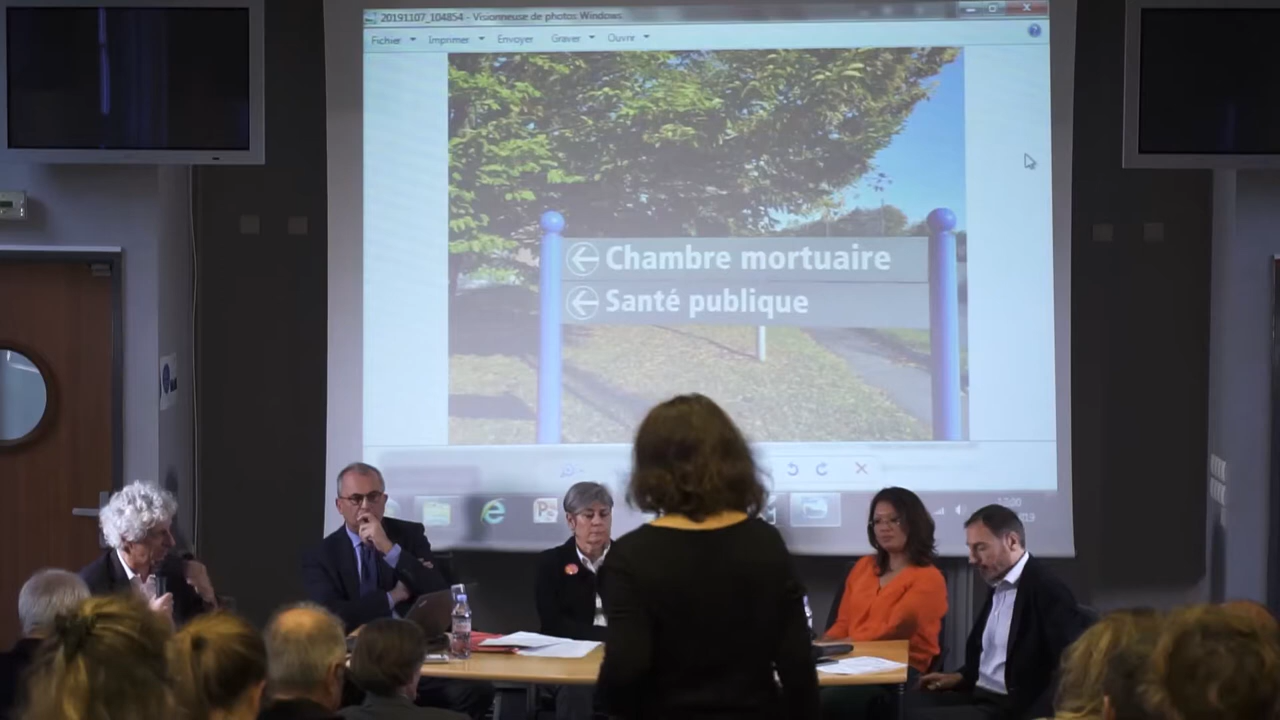 20191107_104854 - Visionneuse de photos Windows
Fichier Imprimer Envoyer Graver Ouvrir
Chambre mortuaire
Santé publique